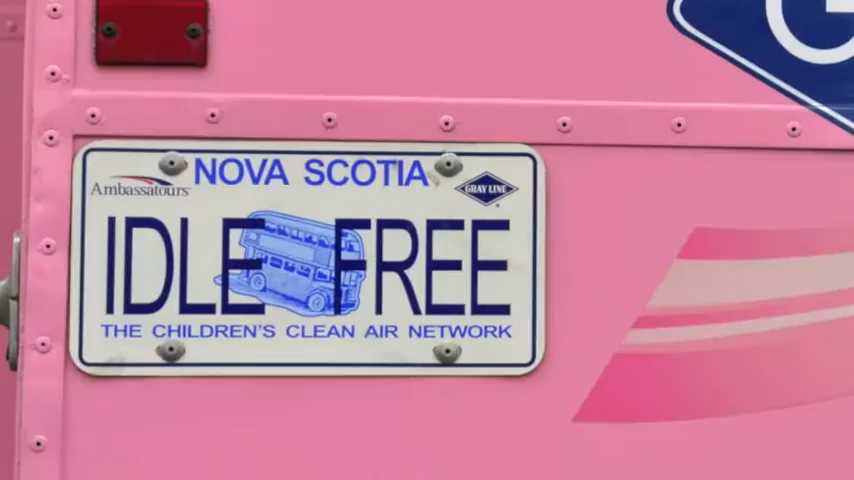 NOVA SCOTIA
Ambassatours
GRAY LINE
IDLE FREE
THE CHILDREN'S CLEAN AIR NETWORK